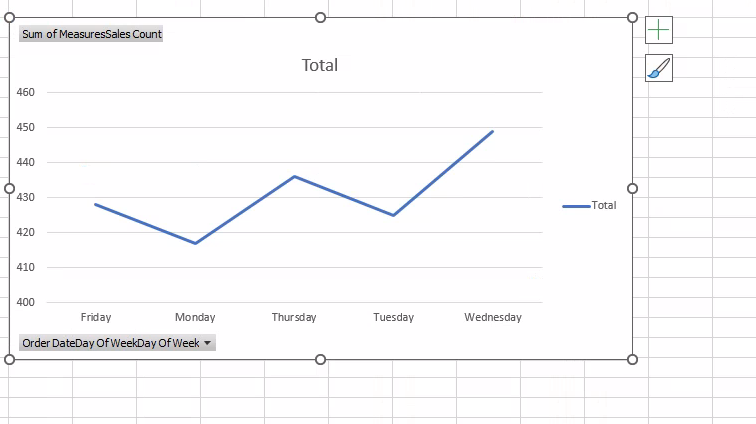 Sum of MeasuresSales Count
Total
460
450
440
430
420
410
400
Total
Friday Monday Thursday Tuesday Wednesday
Order DateDay Of WeekDay Of Week